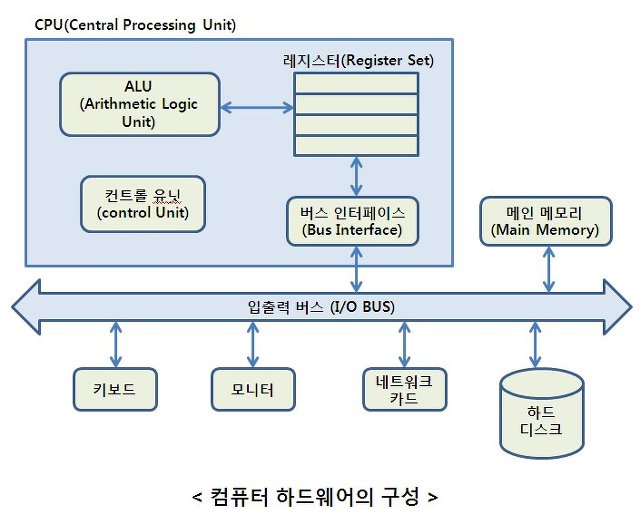 CPU(Central Processing Unit)
레지스터(Register Set)
ALU
(Arithmetic Logic
Unit)
컨트롤 유닛
(control Unit)
버스 인터페이스
(Bus Interface)
메인 메모리
(Main Memory)
입출력 버스 (I/O BUS)
키보드
모니터
네트워크
카드
하드
디스크
< 컴퓨터 하드웨어의 구성 >